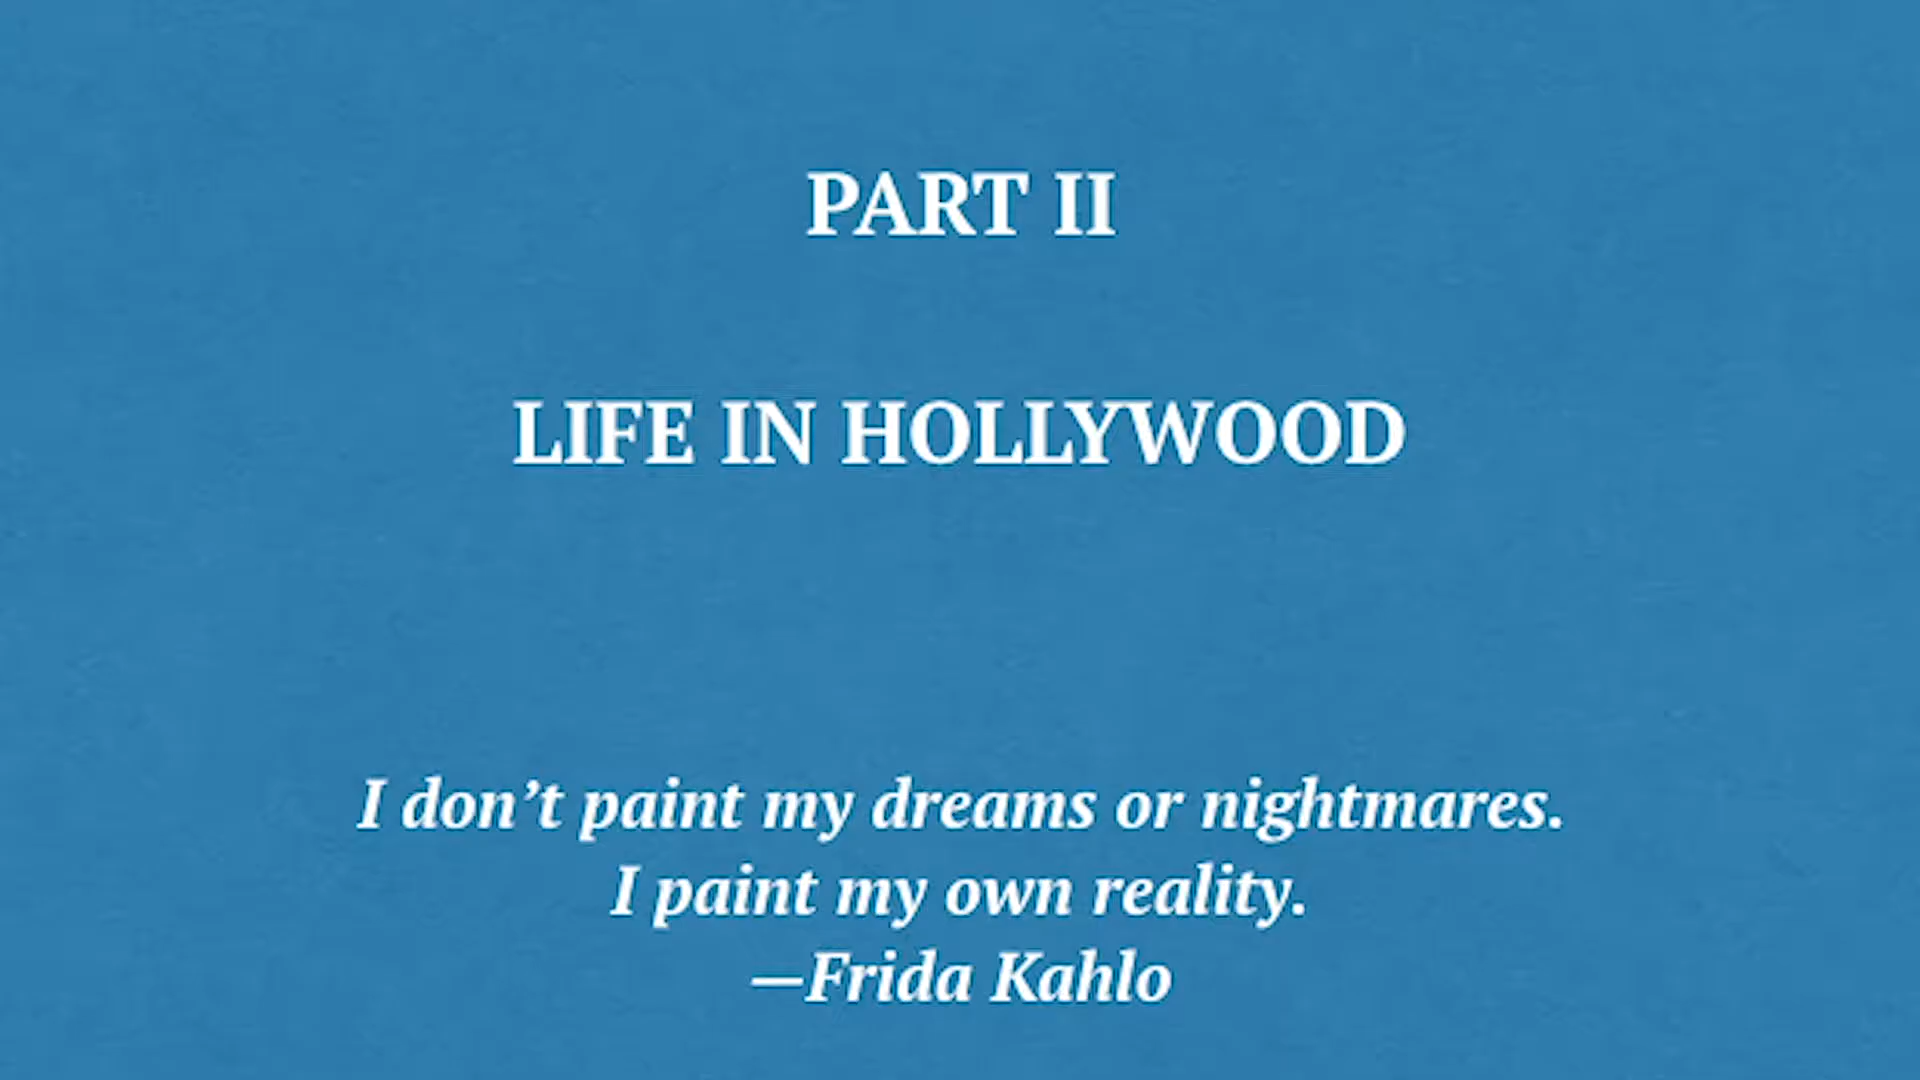 PART II
LIFE IN HOLLYWOOD
I don’t paint my dreams or nightmares.
I paint my own reality.
—Frida Kahlo